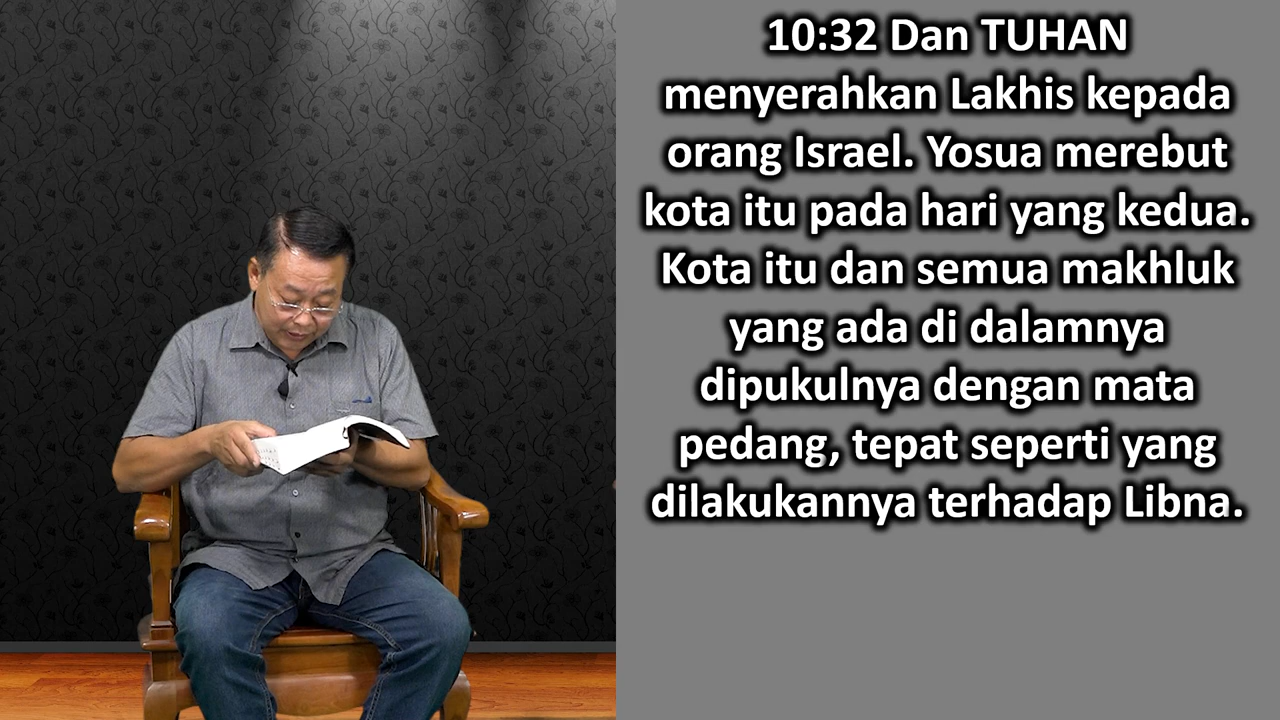 10:32 Dan TUHAN
menyerahkan Lakhis kepada
orang Israel. Yosua merebut
kota itu pada hari yang kedua.
Kota itu dan semua makhluk
yang ada di dalamnya
dipukulnya dengan mata
pedang, tepat seperti yang
dilakukannya terhadap Libna.